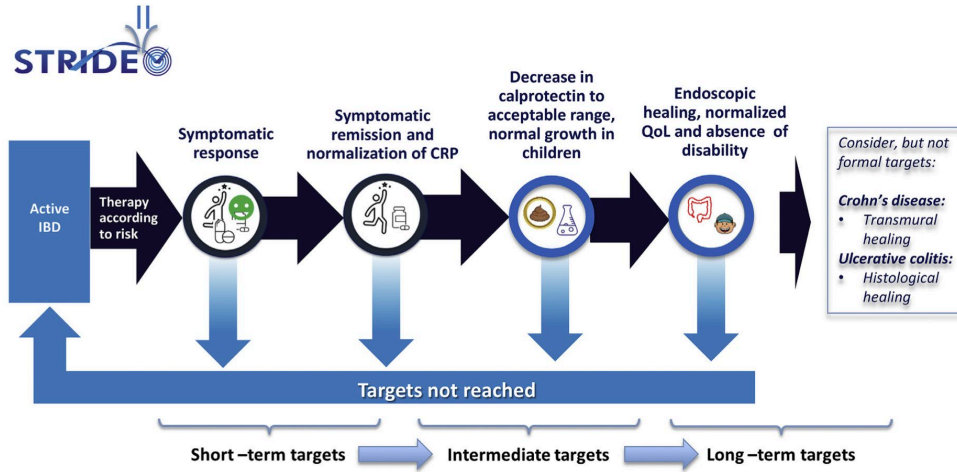 II
STRIDE
Symptomatic
response
Symptomatic
remission and
normalization of CRP
Decrease in
calprotectin to
acceptable range,
normal growth in
children
Endoscopic
healing, normalized
QoL and absence of
disability
Active
IBD
Therapy
according
to risk
Consider, but not
formal targets:
Crohn’s disease:
• Transmural
healing
Ulcerative colitis:
• Histological
healing
Targets not reached
Short –term targets
Intermediate targets
Long –term targets